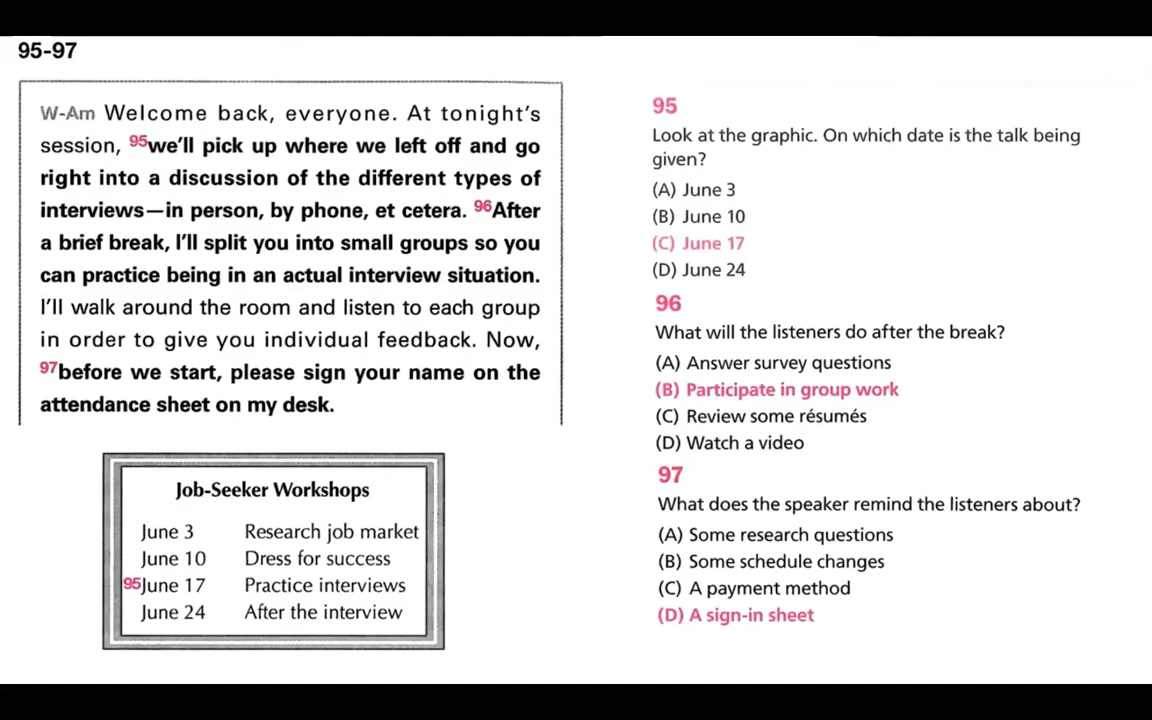 95-97
W-Am Welcome back, everyone. At tonight's
session, 95we'll pick up where we left off and go
right into a discussion of the different types of
interviews—in person, by phone, et cetera. 96After
a brief break, I'll split you into small groups so you
can practice being in an actual interview situation.
I'll walk around the room and listen to each group
in order to give you individual feedback. Now,
97before we start, please sign your name on the
attendance sheet on my desk.
Job-Seeker Workshops
June 3 Research job market
June 10 Dress for success
95June 17 Practice interviews
June 24 After the interview
95
Look at the graphic. On which date is the talk being
given?
(A) June 3
(B) June 10
(C) June 17
(D) June 24
96
What will the listeners do after the break?
(A) Answer survey questions
(B) Participate in group work
(C) Review some résumés
(D) Watch a video
97
What does the speaker remind the listeners about?
(A) Some research questions
(B) Some schedule changes
(C) A payment method
(D) A sign-in sheet